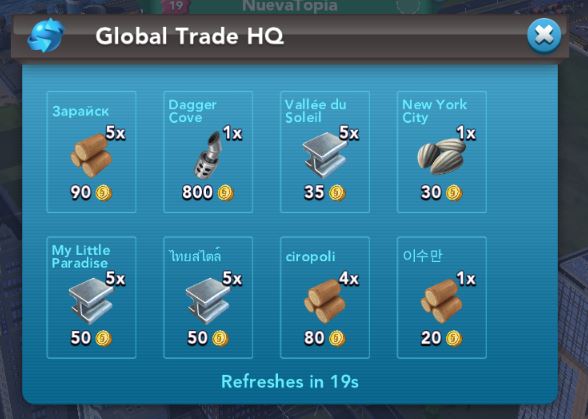 NuevaTopia
19
Global Trade HQ
Зарайск
5x
90
Dagger
Cove
1x
800
Vallée du
Soleil
5x
35
New York
City
1x
30
My Little
Paradise
5x
50
ไทยสไตล์
5x
50
ciropoli
4x
80
이수만
1x
20
Refreshes in 19s